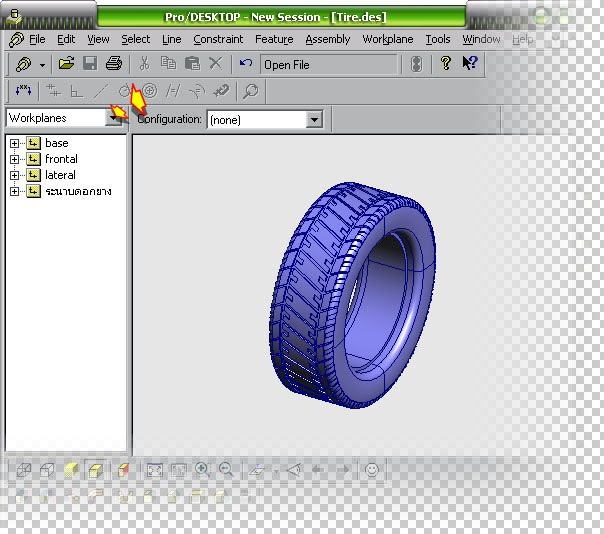 Pro/DESKTOP - New Session - [Tire.des]
File Edit View Select Line Constraint Feature Assembly Workplane Tools Window Help
Open File
Workplanes
Configuration: (none)
base
frontal
lateral
ระนาบดอกยาง